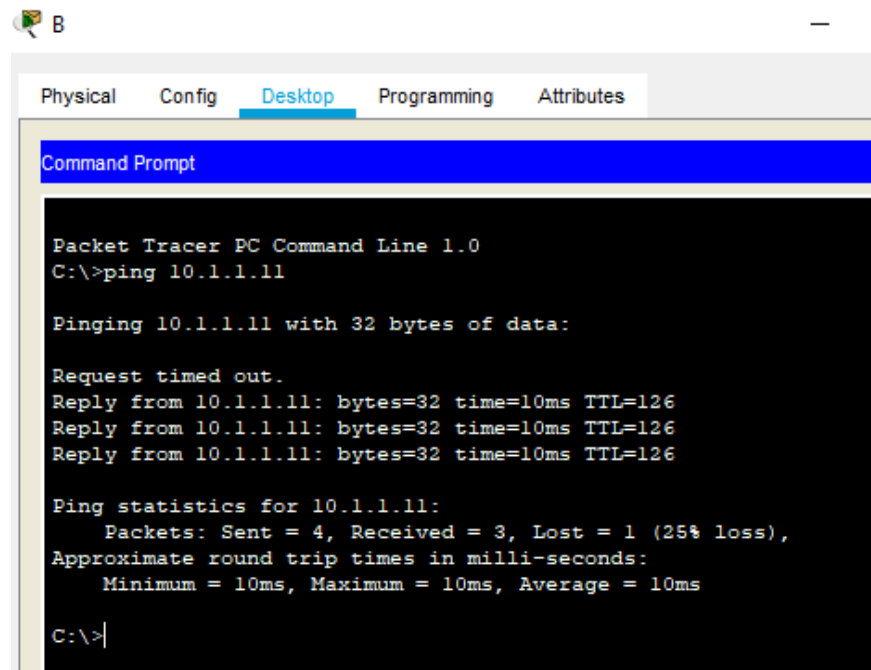 B
Physical Config Desktop Programming Attributes
Command Prompt
Packet Tracer PC Command Line 1.0
C:\>ping 10.1.1.11
Pinging 10.1.1.11 with 32 bytes of data:
Request timed out.
Reply from 10.1.1.11: bytes=32 time=10ms TTL=126
Reply from 10.1.1.11: bytes=32 time=10ms TTL=126
Reply from 10.1.1.11: bytes=32 time=10ms TTL=126
Ping statistics for 10.1.1.11:
Packets: Sent = 4, Received = 3, Lost = 1 (25% loss),
Approximate round trip times in milli-seconds:
Minimum = 10ms, Maximum = 10ms, Average = 10ms
C:\>